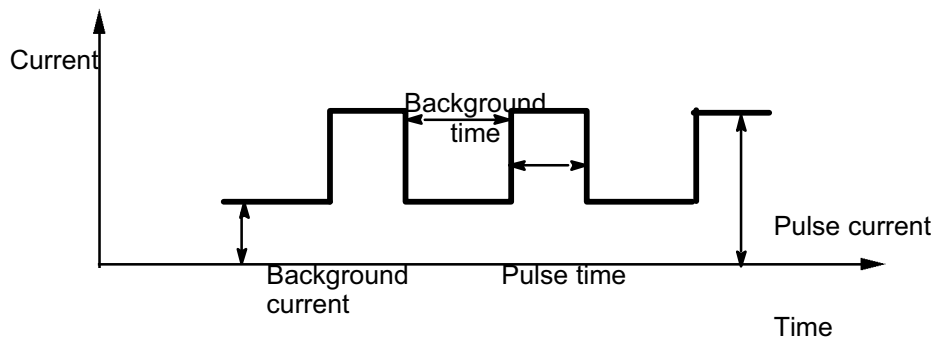 Current
Background
time
Pulse current
Background
current
Pulse time
Time